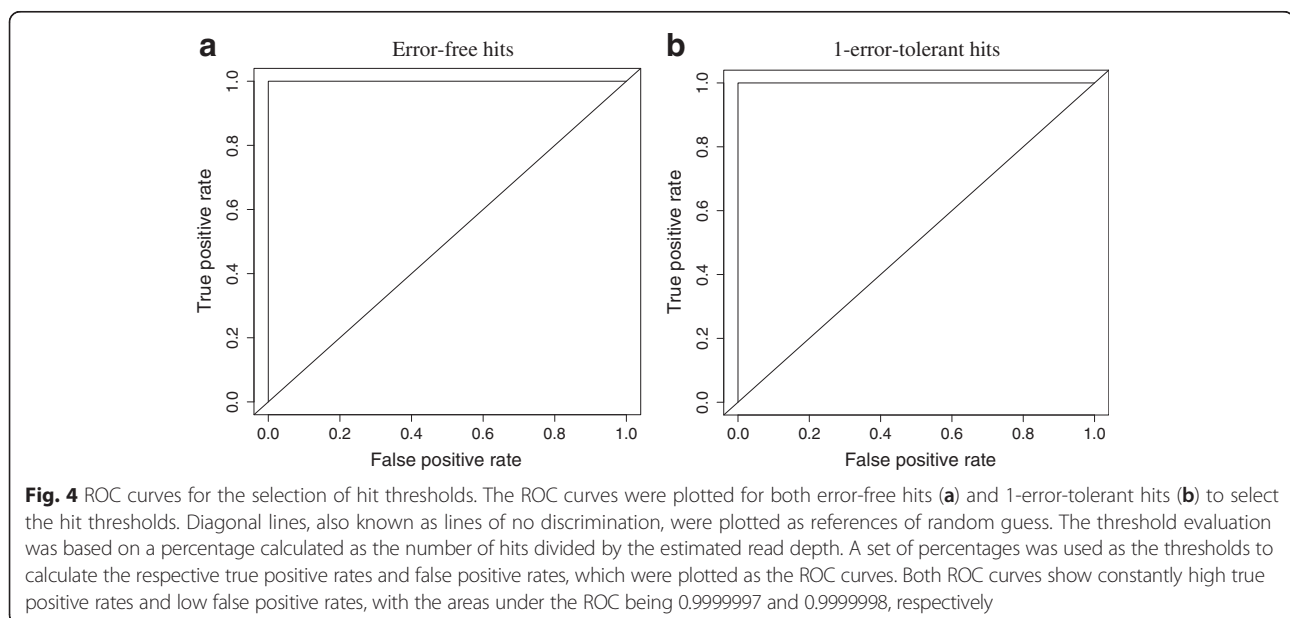 a
Error-free hits
1.0
0.8
0.6
0.4
0.2
0.0
True positive rate
0.0 0.2 0.4 0.6 0.8 1.0
False positive rate
b
1-error-tolerant hits
1.0
0.8
0.6
0.4
0.2
0.0
True positive rate
0.0 0.2 0.4 0.6 0.8 1.0
False positive rate
Fig. 4 ROC curves for the selection of hit thresholds. The ROC curves were plotted for both error-free hits (a) and 1-error-tolerant hits (b) to select
the hit thresholds. Diagonal lines, also known as lines of no discrimination, were plotted as references of random guess. The threshold evaluation
was based on a percentage calculated as the number of hits divided by the estimated read depth. A set of percentages was used as the thresholds to
calculate the respective true positive rates and false positive rates, which were plotted as the ROC curves. Both ROC curves show constantly high true
positive rates and low false positive rates, with the areas under the ROC being 0.9999997 and 0.9999998, respectively